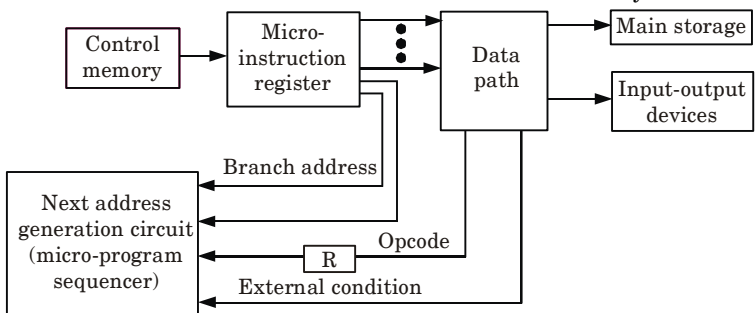 Control
memory
Micro-
instruction
register
Data
path
Main storage
Input-output
devices
Branch address
Next address
generation circuit
(micro-program
sequencer)
Opcode
R
External condition